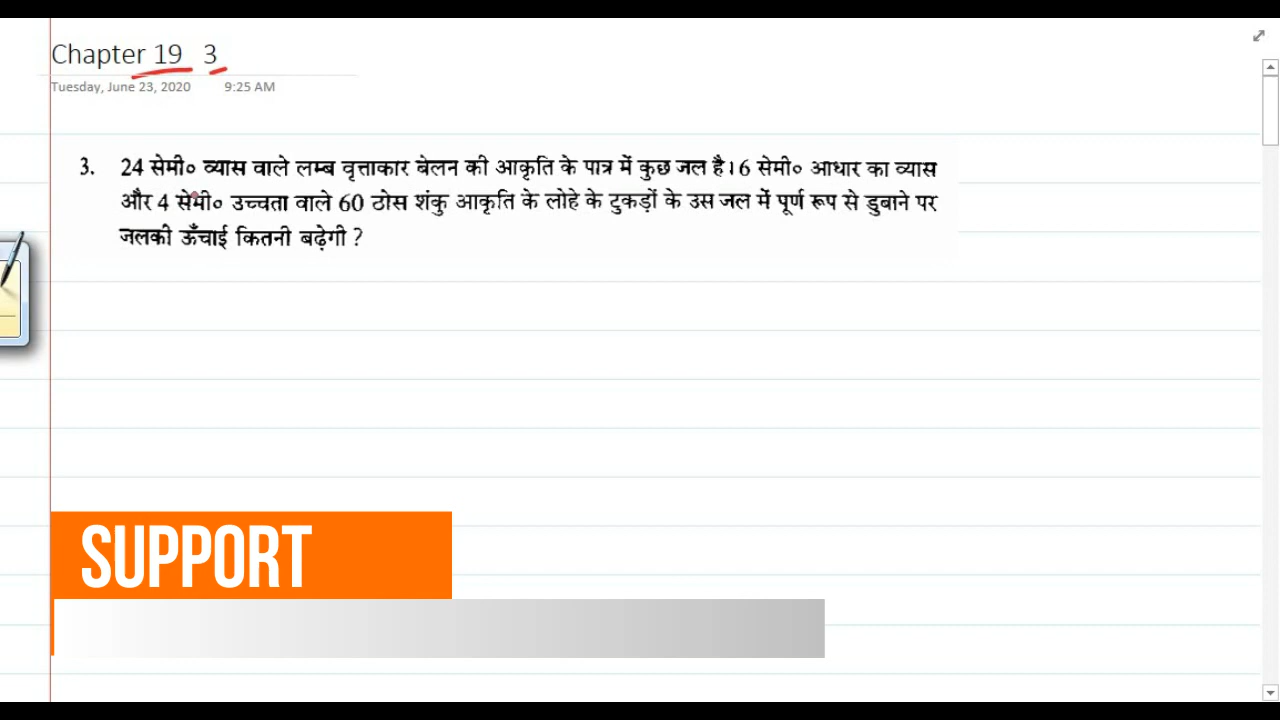 Chapter 19 3
Tuesday, June 23, 2020 9:25 AM
3. 24 सेमी० व्यास वाले लम्ब वृत्ताकार बेलन की आकृति के पात्र में कुछ जल है। 6 सेमी० आधार का व्यास
और 4 सेमी० उच्चता वाले 60 ठोस शंकु आकृति के लोहे के टुकड़ों के उस जल में पूर्ण रूप से डुबाने पर
जलकी ऊँचाई कितनी बढ़ेगी ?
SUPPORT